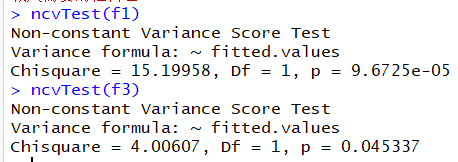 > ncvTest(f1)
Non-constant Variance Score Test
Variance formula: ~ fitted.values
Chisquare = 15.19958, Df = 1, p = 9.6725e-05
> ncvTest(f3)
Non-constant Variance Score Test
Variance formula: ~ fitted.values
Chisquare = 4.00607, Df = 1, p = 0.045337